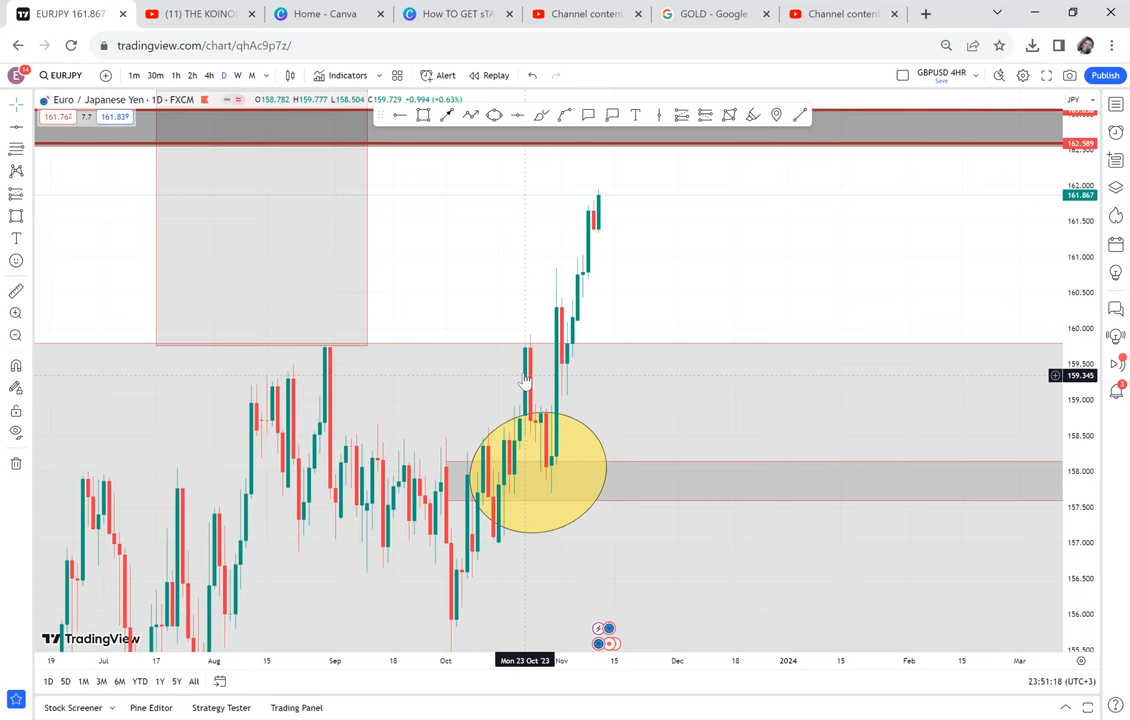 EURJPY 161.867
(11) THE KOINO
Home - Canva
How TO GET sTA
Channel content
GOLD - Google
Channel content
tradingview.com/chart/qhAc9p7z/
E 14
EURJPY
1m 30m 1h 2h 4h D W M
Indicators
Alert
Replay
GBPUSD 4HR
Save
Publish
Euro / Japanese Yen · 1D · FXCM
O158.782 H159.777 L158.504 C159.729 +0.994 (+0.63%)
JPY
161.762 7.7 161.839
162.589
162.000
161.867
161.500
161.000
160.500
160.000
159.500
159.345
159.000
158.500
158.000
157.500
157.000
156.500
156.000
155.500
3
TradingView
19 Jul 17 Aug 15 Sep 18 Oct Mon 23 Oct '23 Nov 15 Dec 18 2024 15 Feb 15 Mar
1D 5D 1M 3M 6M YTD 1Y 5Y All
23:51:18 (UTC+3)
Stock Screener
Pine Editor
Strategy Tester
Trading Panel